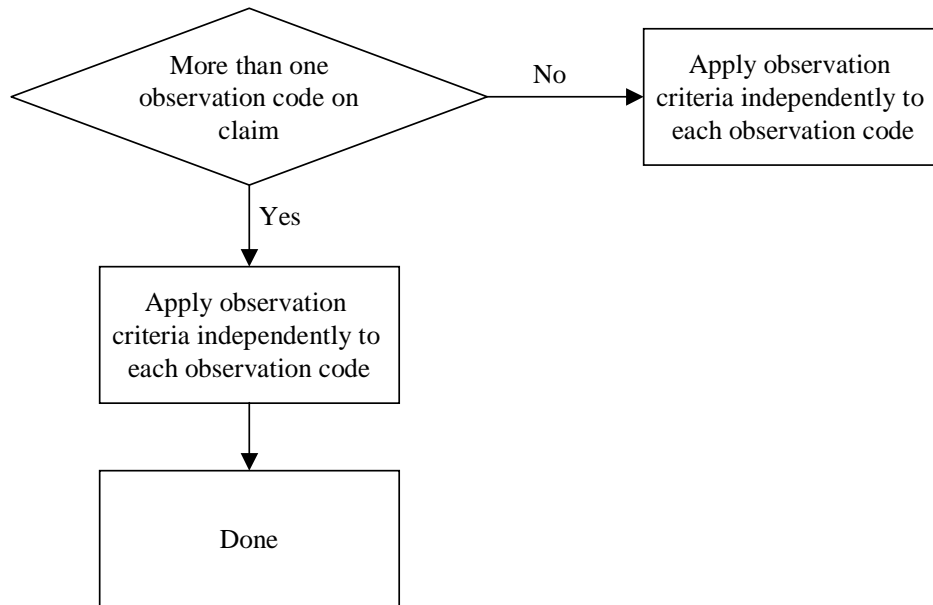 More than one
observation code on
claim
No
Apply observation
criteria independently to
each observation code
Yes
Apply observation
criteria independently to
each observation code
Done